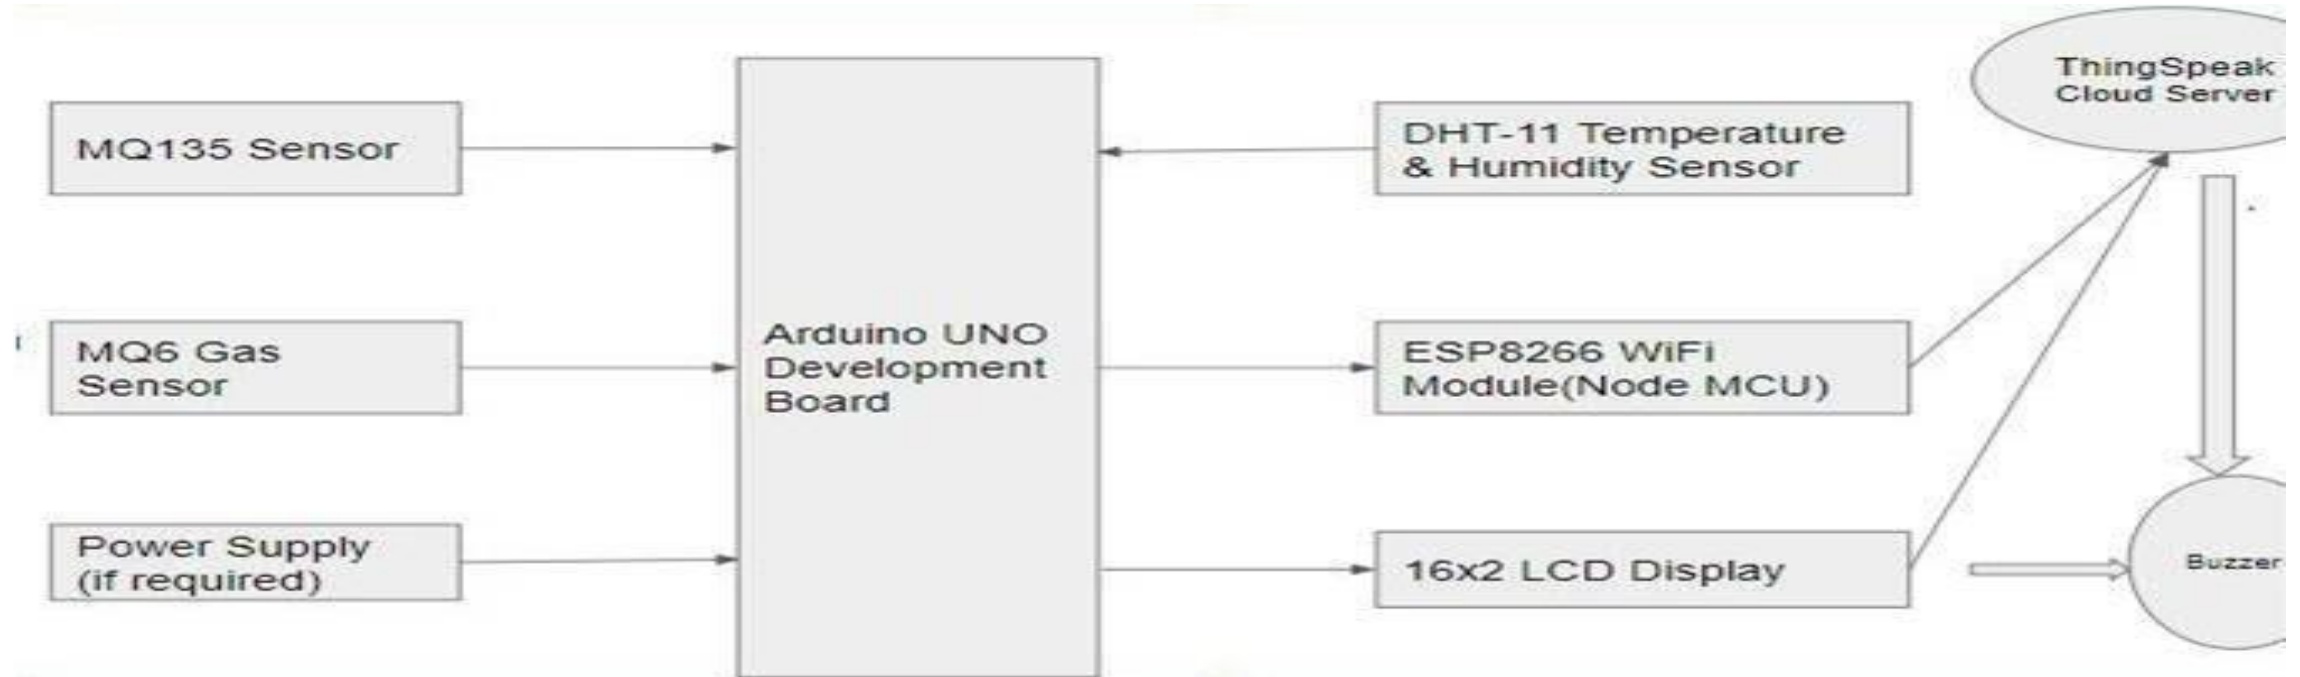 ThingSpeak
Cloud Server
MQ135 Sensor
DHT-11 Temperature
& Humidity Sensor
Arduino UNO
Development
Board
MQ6 Gas
Sensor
ESP8266 WiFi
Module(Node MCU)
Power Supply
(if required)
16x2 LCD Display
Buzzer